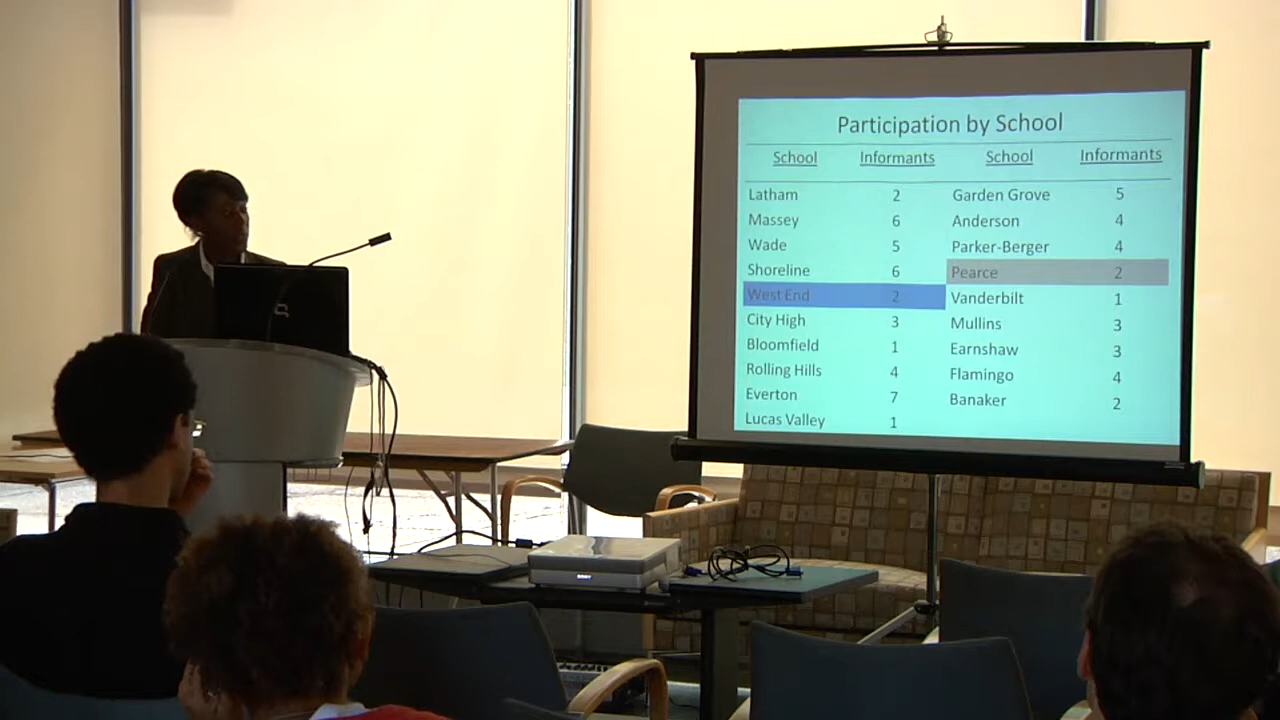 Participation by School
School Informants School Informants
Latham 2 Garden Grove 5
Massey 6 Anderson 4
Wade 5 Parker-Berger 4
Shoreline 6 Pearce 2
West End 2 Vanderbilt 1
City High 3 Mullins 3
Bloomfield 1 Earnshaw 3
Rolling Hills 4 Flamingo 4
Everton 7 Banaker 2
Lucas Valley 1
SONY